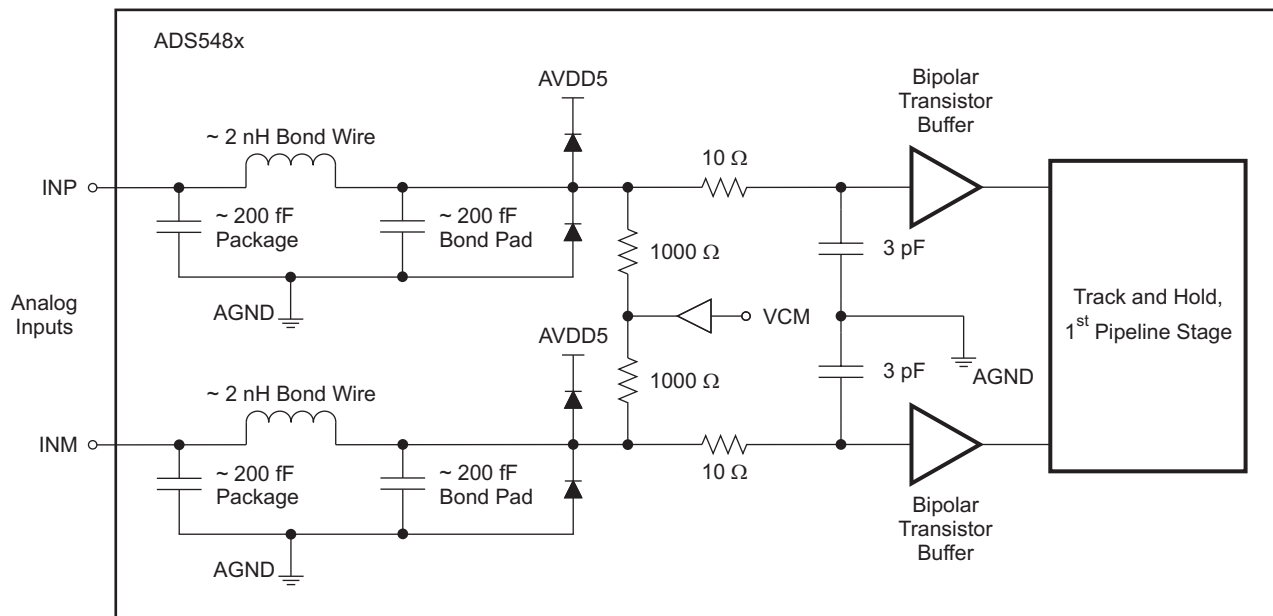 ADS548x
AVDD5
Bipolar
Transistor
Buffer
~ 2 nH Bond Wire
10 Ω
INP
~ 200 fF
Package
~ 200 fF
Bond Pad
1000 Ω
3 pF
Analog
Inputs
AGND
VCM
Track and Hold,
1st Pipeline Stage
AVDD5
AGND
~ 2 nH Bond Wire
1000 Ω
3 pF
INM
10 Ω
~ 200 fF
Package
~ 200 fF
Bond Pad
Bipolar
Transistor
Buffer
AGND